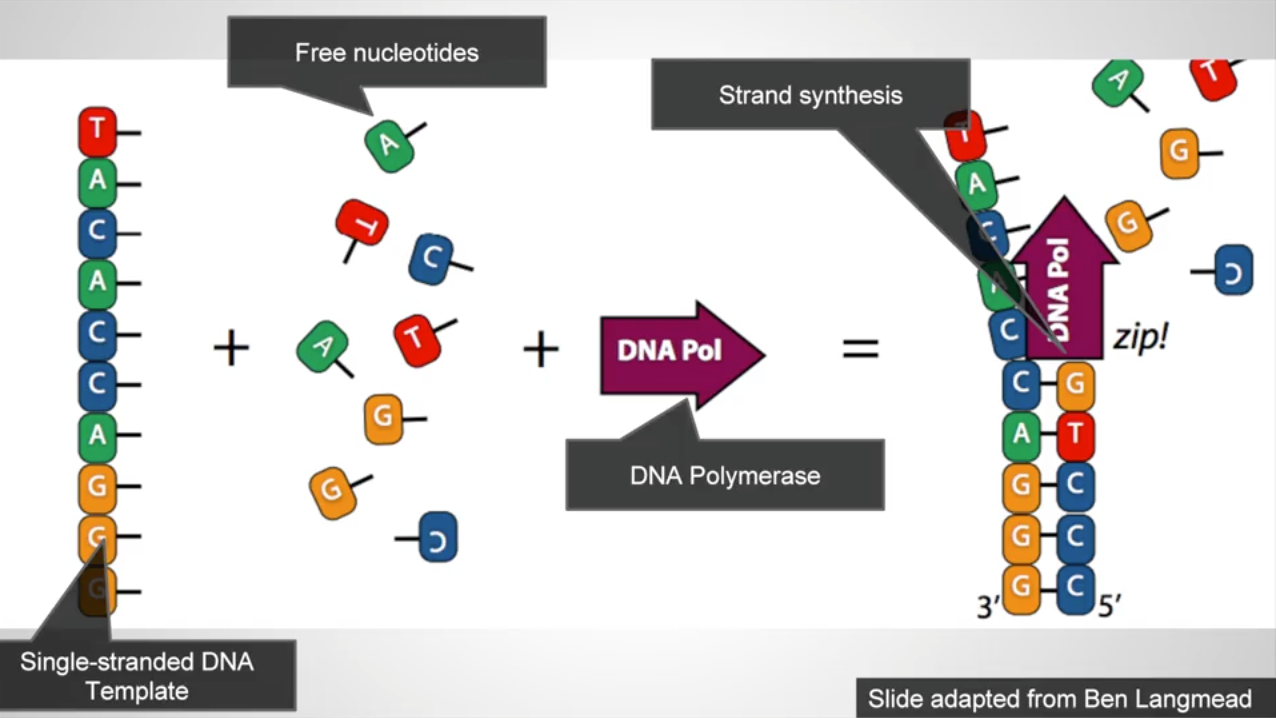 Free nucleotides
Strand synthesis
T
A
C
A
C
C
A
G
G
G
+
A
T
C
A
T
G
G
C
+
DNA Pol
DNA Polymerase
=
A
T
G
G
C
T
A
C
A
C
DNA Pol
zip!
C G
A T
G C
G C
3' G C 5'
Single-stranded DNA
Template
Slide adapted from Ben Langmead